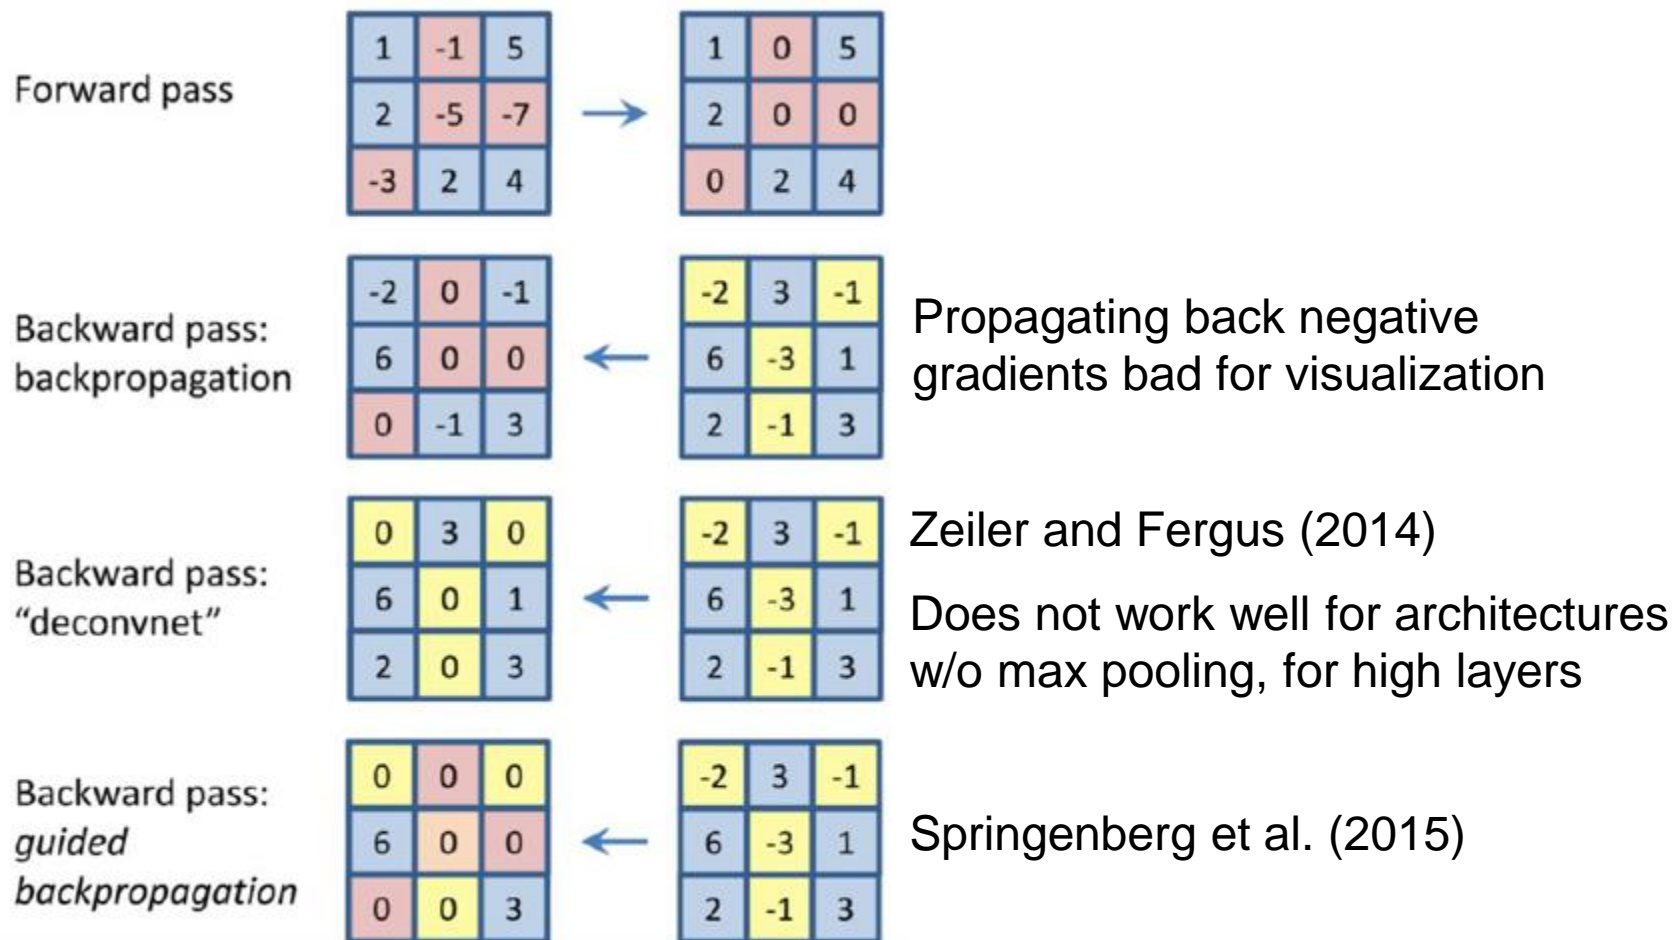 Forward pass
1 -1 5
2 -5 -7
-3 2 4
1 0 5
2 0 0
0 2 4
Backward pass:
backpropagation
-2 0 -1
6 0 0
0 -1 3
-2 3 -1
6 -3 1
2 -1 3
Propagating back negative
gradients bad for visualization
Backward pass:
“deconvnet”
0 3 0
6 0 1
2 0 3
-2 3 -1
6 -3 1
2 -1 3
Zeiler and Fergus (2014)
Does not work well for architectures
w/o max pooling, for high layers
Backward pass:
guided
backpropagation
0 0 0
6 0 0
0 0 3
-2 3 -1
6 -3 1
2 -1 3
Springenberg et al. (2015)